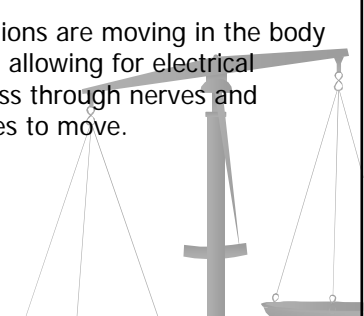 ions are moving in the body
allowing for electrical
ss through nerves and
es to move.